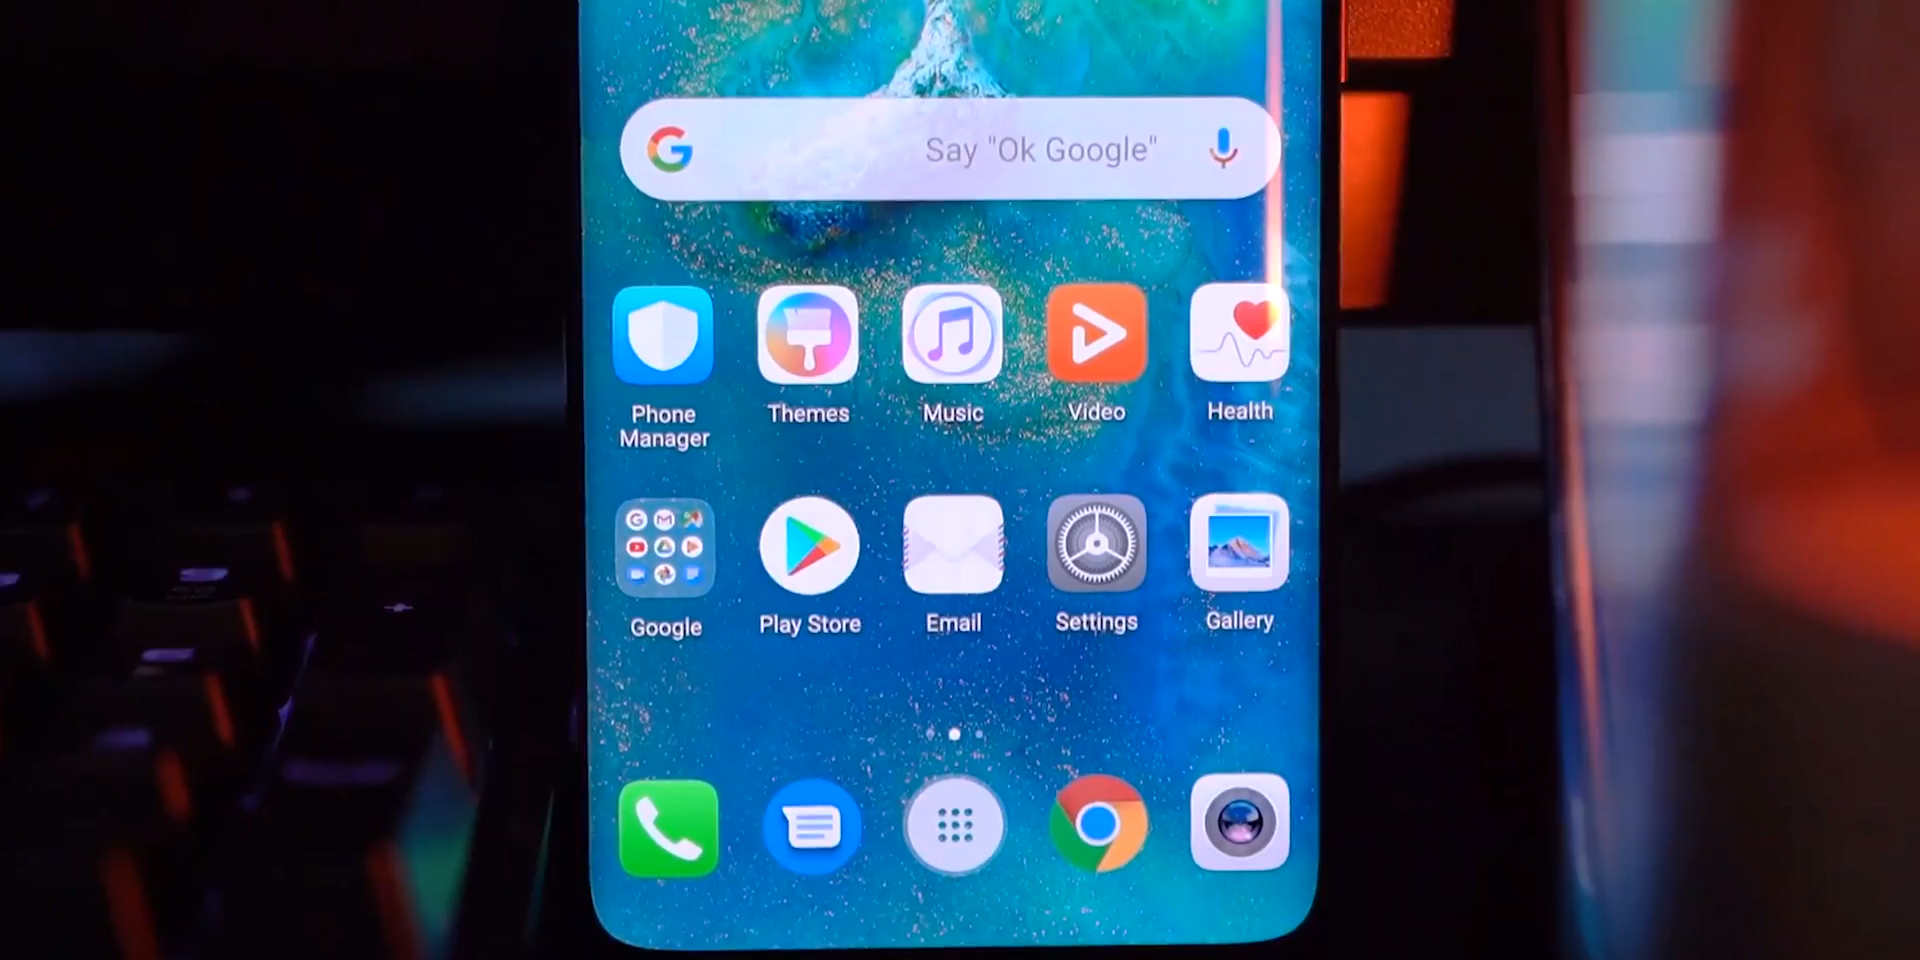 Say "Ok Google"
Phone
Manager
Themes
Music
Video
Health
Google
Play Store
Email
Settings
Gallery